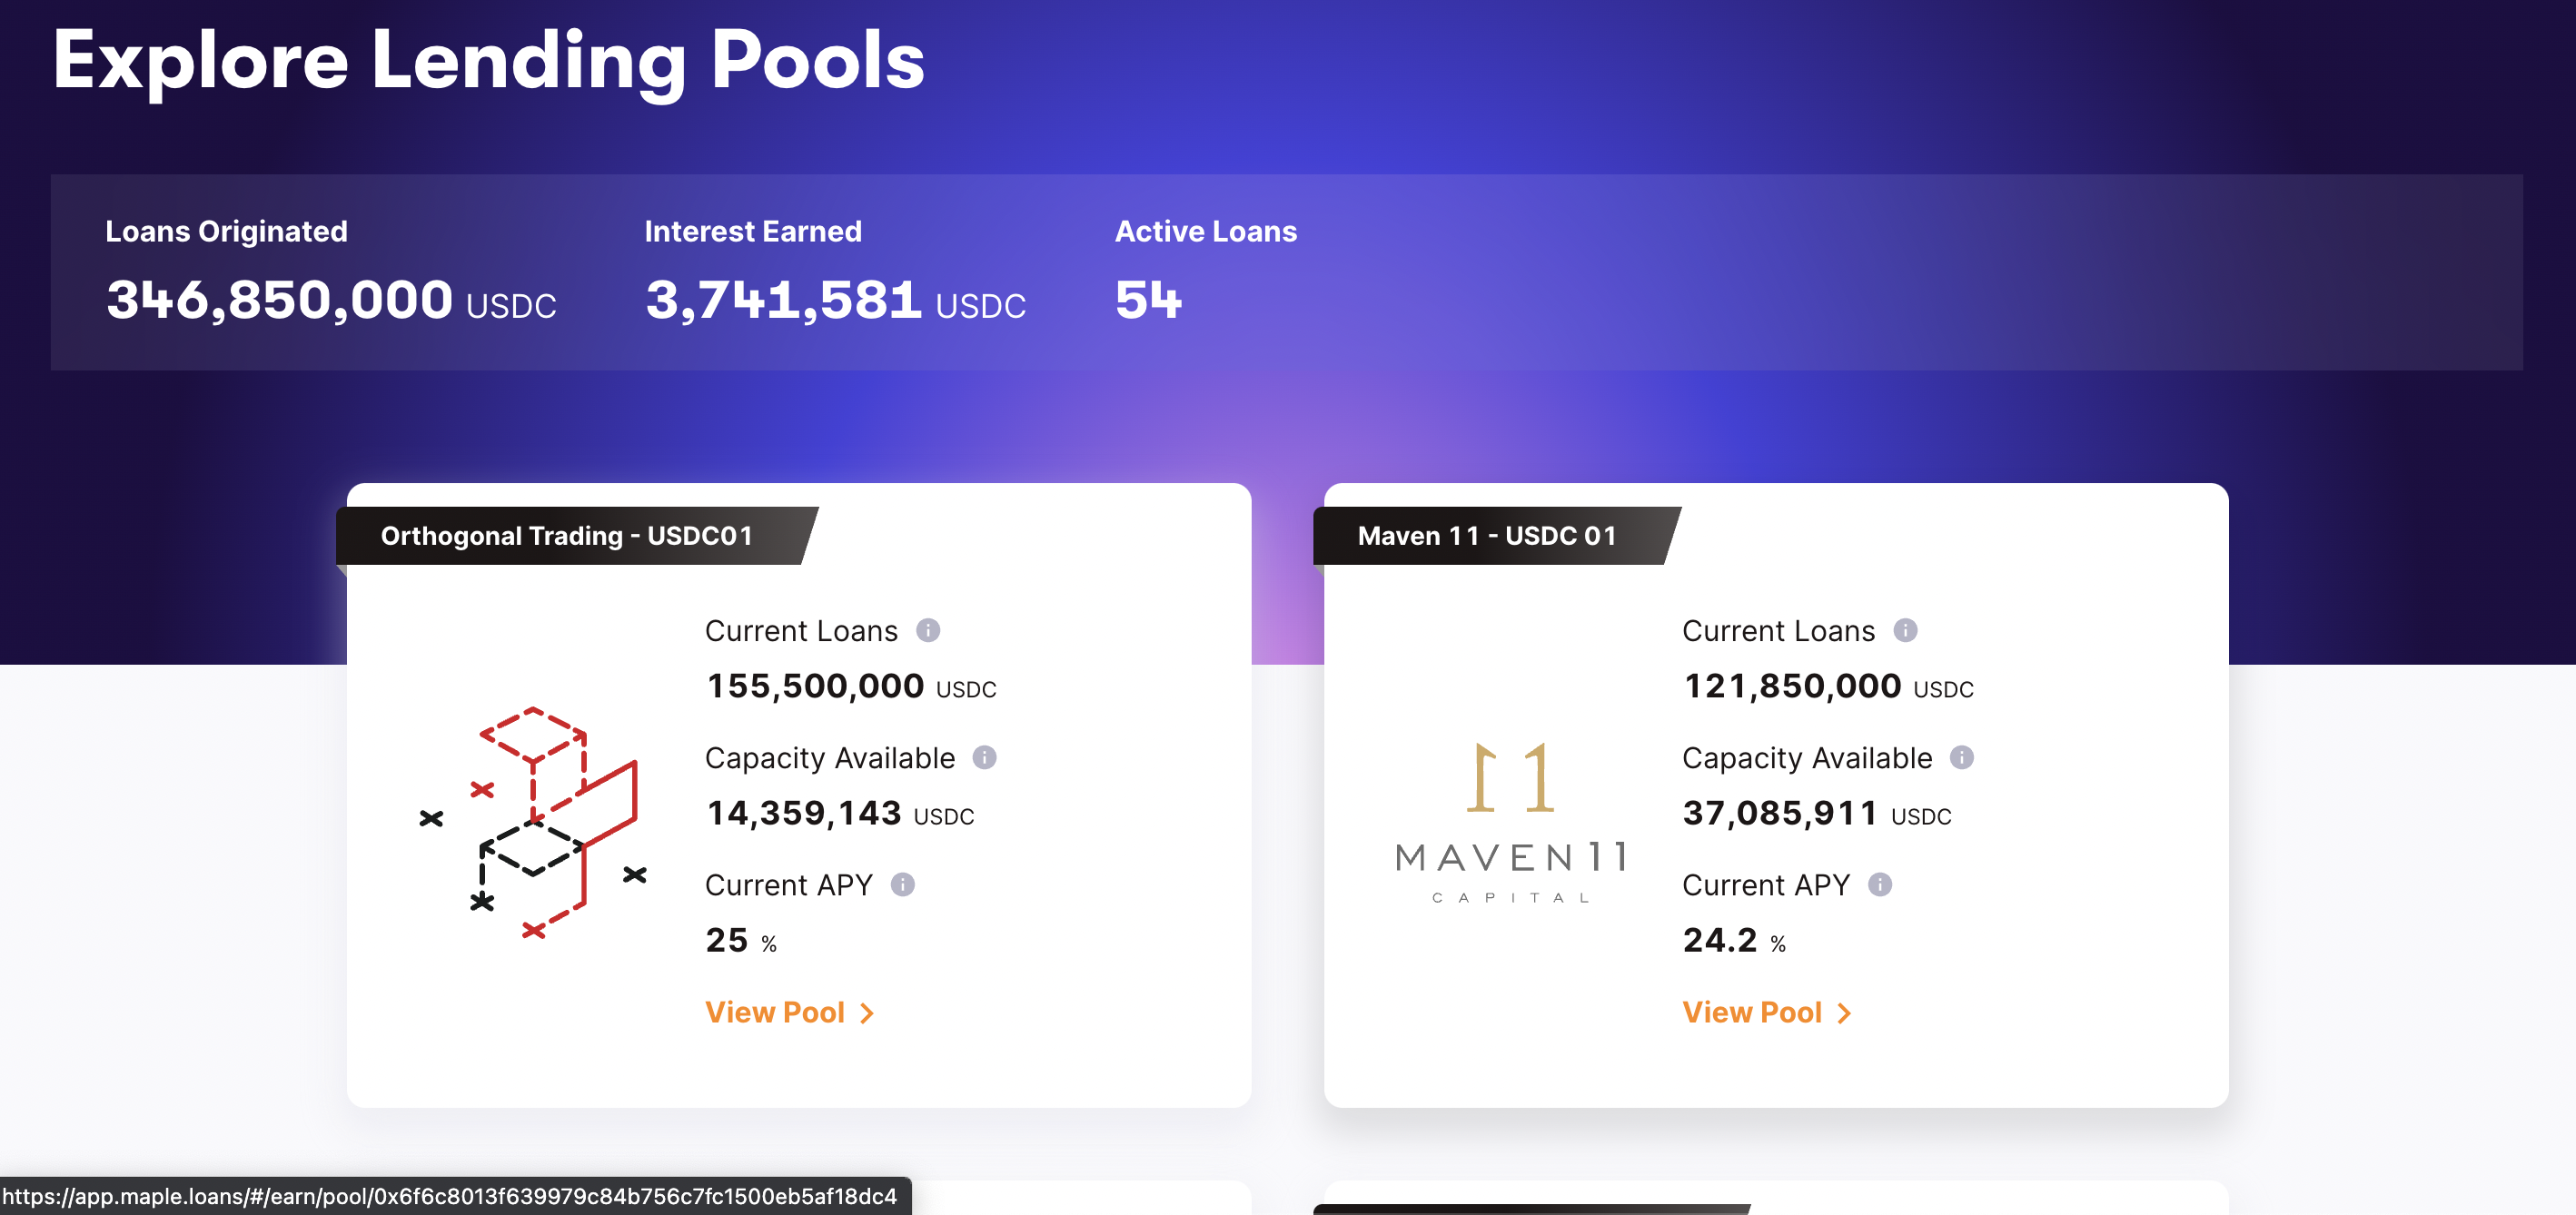 Explore Lending Pools
Loans Originated
346,850,000 USDC
Interest Earned
3,741,581 USDC
Active Loans
54
Orthogonal Trading - USDC01
Current Loans
155,500,000 USDC
Capacity Available
14,359,143 USDC
Current APY
25 %
View Pool
Maven 11 - USDC 01
MAVEN11
CAPITAL
Current Loans
121,850,000 USDC
Capacity Available
37,085,911 USDC
Current APY
24.2 %
View Pool
https://app.maple.loans/#/earn/pool/0x6f6c8013f639979c84b756c7fc1500eb5af18dc4